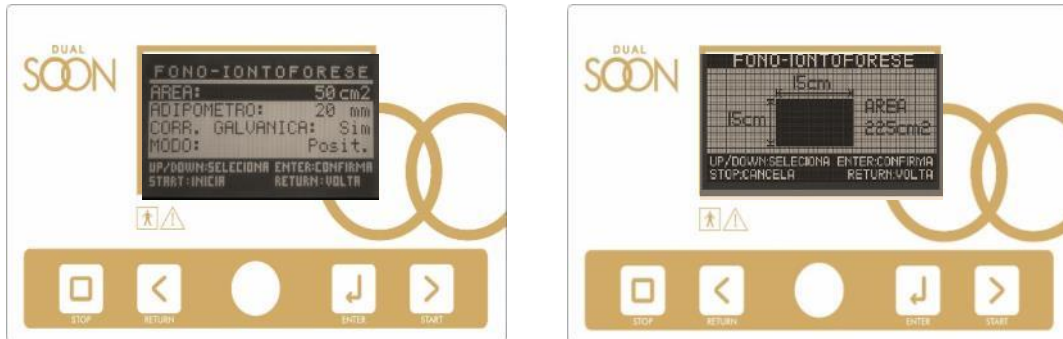 DUAL
SOON
FONO-IONTOFORESE
AREA: 50 cm2
ADIPOMETRO: 20 mm
CORR. GALVANICA: Sim
MODO: Posit.
UP/DOWN:SELECIONA ENTER:CONFIRMA
START:INICIA RETURN:VOLTA
STOP
RETURN
ENTER
START
DUAL
SOON
FONO-IONTOFORESE
15cm
15cm
AREA
225cm2
UP/DOWN:SELECIONA ENTER:CONFIRMA
STOP:CANCELA RETURN:VOLTA
STOP
RETURN
ENTER
START